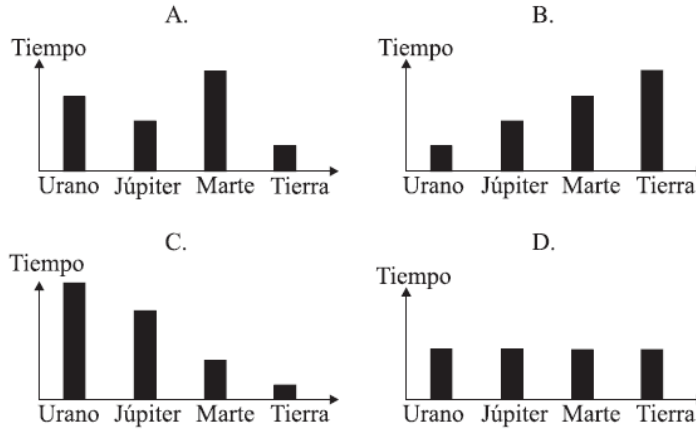 A.
Tiempo
Urano Júpiter Marte Tierra
B.
Tiempo
Urano Júpiter Marte Tierra
C.
Tiempo
Urano Júpiter Marte Tierra
D.
Tiempo
Urano Júpiter Marte Tierra